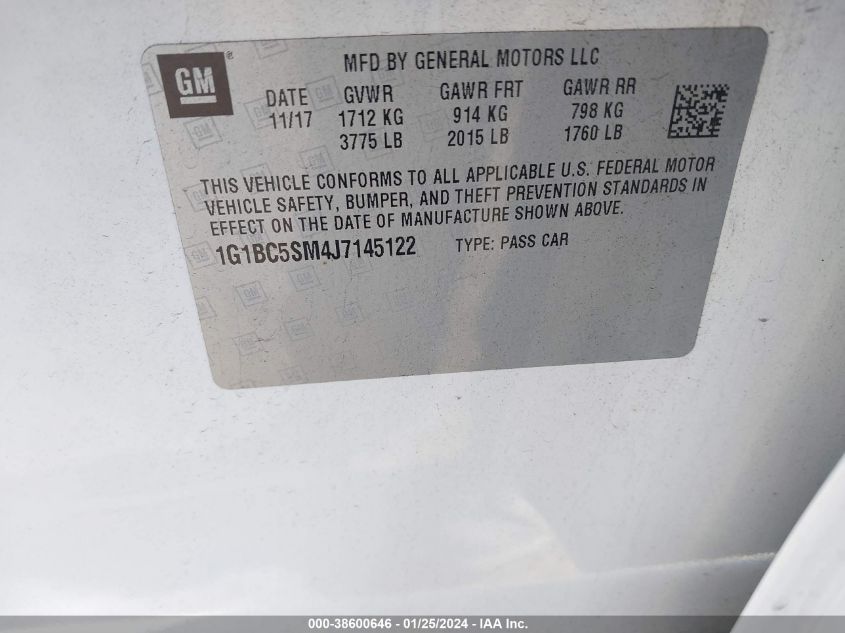 GM®
MFD BY GENERAL MOTORS LLC
DATE GVWR GAWR FRT GAWR RR
11/17 1712 KG 914 KG 798 KG
3775 LB 2015 LB 1760 LB
THIS VEHICLE CONFORMS TO ALL APPLICABLE U.S. FEDERAL MOTOR
VEHICLE SAFETY, BUMPER, AND THEFT PREVENTION STANDARDS IN
EFFECT ON THE DATE OF MANUFACTURE SHOWN ABOVE.
1G1BC5SM4J7145122 TYPE: PASS CAR
000-38600646 - 01/25/2024 - IAA Inc.